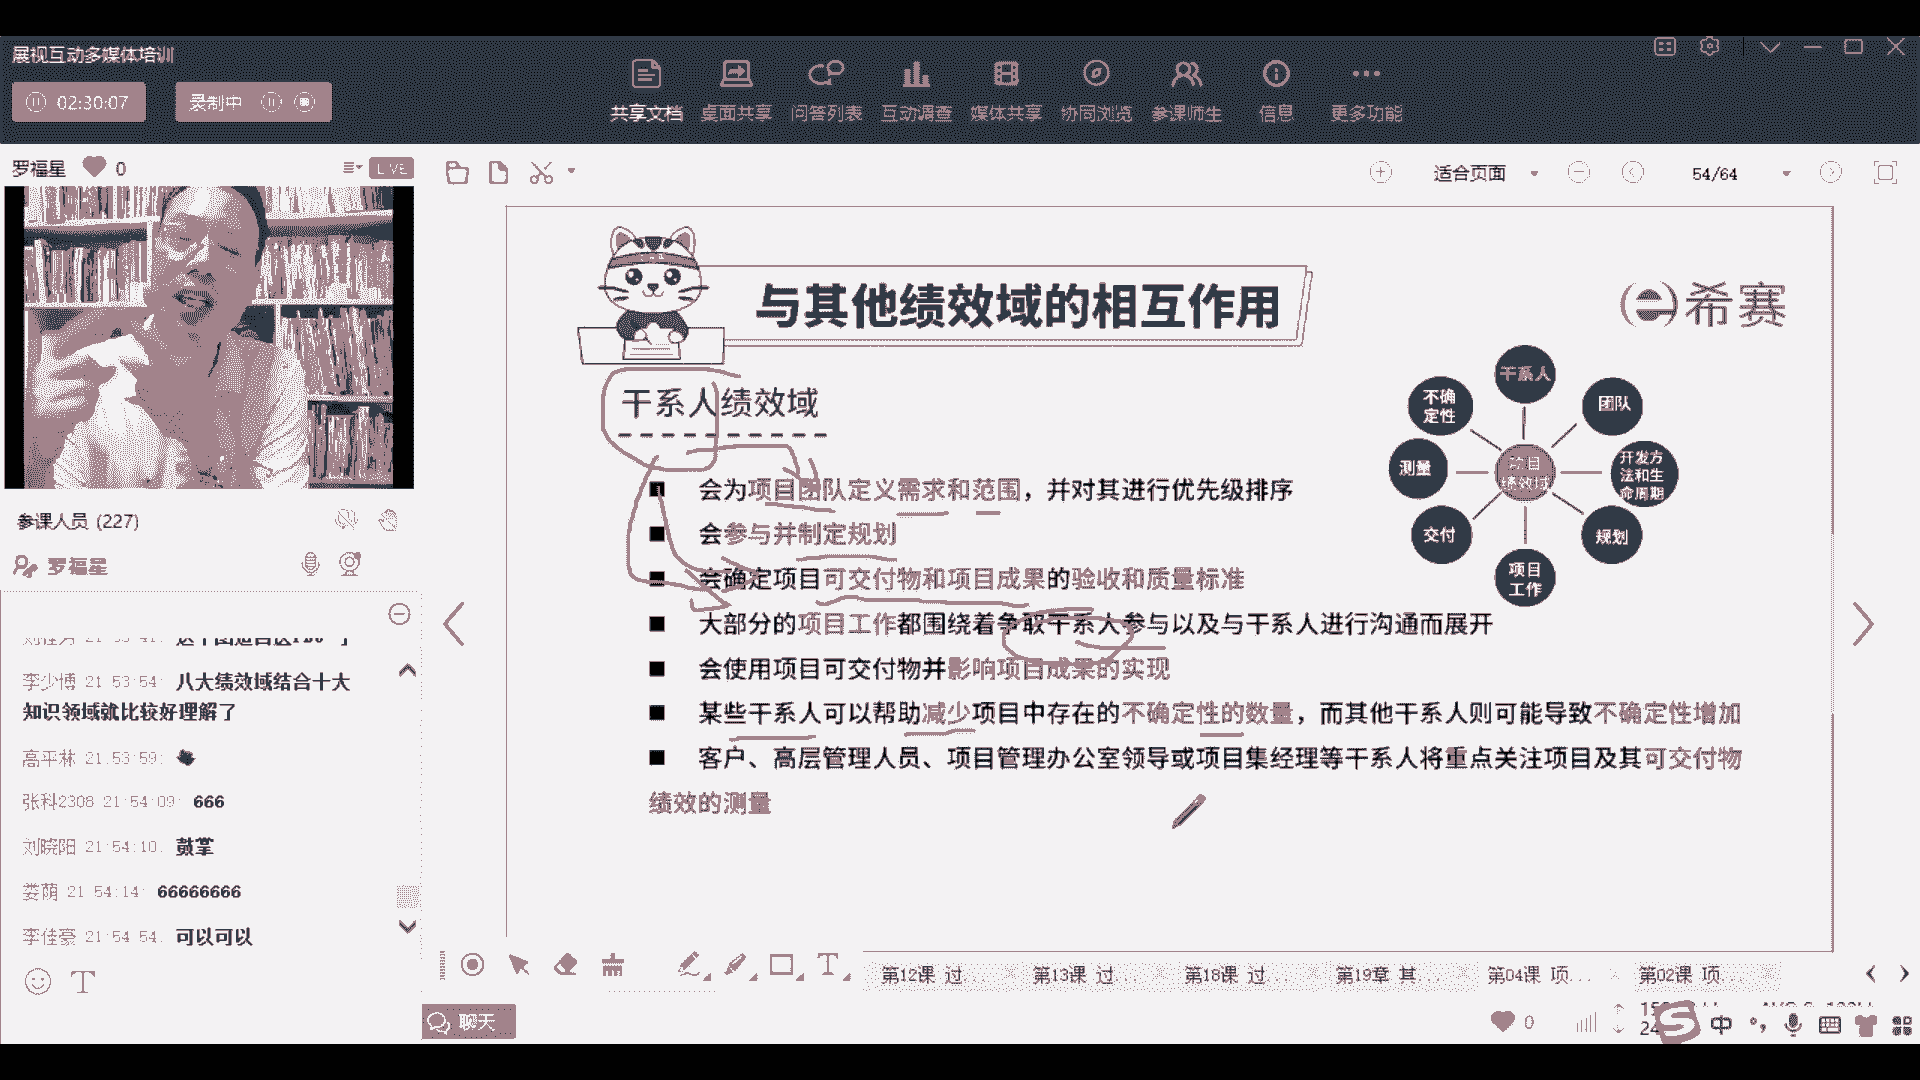 展视互动多媒体培训
02:30:07
录制中
共享文档 桌面共享 问答列表 互动调查 媒体共享 协同浏览 参课师生 信息 更多功能
罗福星 0 LIVE
适合页面 54/64
参课人员 (227)
罗福星
李少博 21:53:54: 八大绩效域结合十大
知识领域就比较好理解了
高平林 21:53:59:
张科2308 21:54:09: 666
刘晓阳 21:54:10: 鼓掌
娄荫 21:54:14: 66666666
李佳豪 21:54:54: 可以可以
聊天
与其他绩效域的相互作用
希赛
干系人绩效域
会为项目团队定义需求和范围，并对其进行优先级排序
会参与并制定规划
会确定项目可交付物和项目成果的验收和质量标准
大部分的项目工作都围绕着争取干系人参与以及与干系人进行沟通而展开
会使用项目可交付物并影响项目成果的实现
某些干系人可以帮助减少项目中存在的不确定性的数量，而其他干系人则可能导致不确定性增加
客户、高层管理人员、项目管理办公室领导或项目集经理等干系人将重点关注项目及其可交付物
绩效的测量
干系人
团队
开发方
法和生
命周期
规划
项目
工作
交付
测量
不确
定性
项目
绩效域
第12课 过... 第13课 过... 第18课 过... 第19章 其... 第04课 项... 第02课 项...
0
中